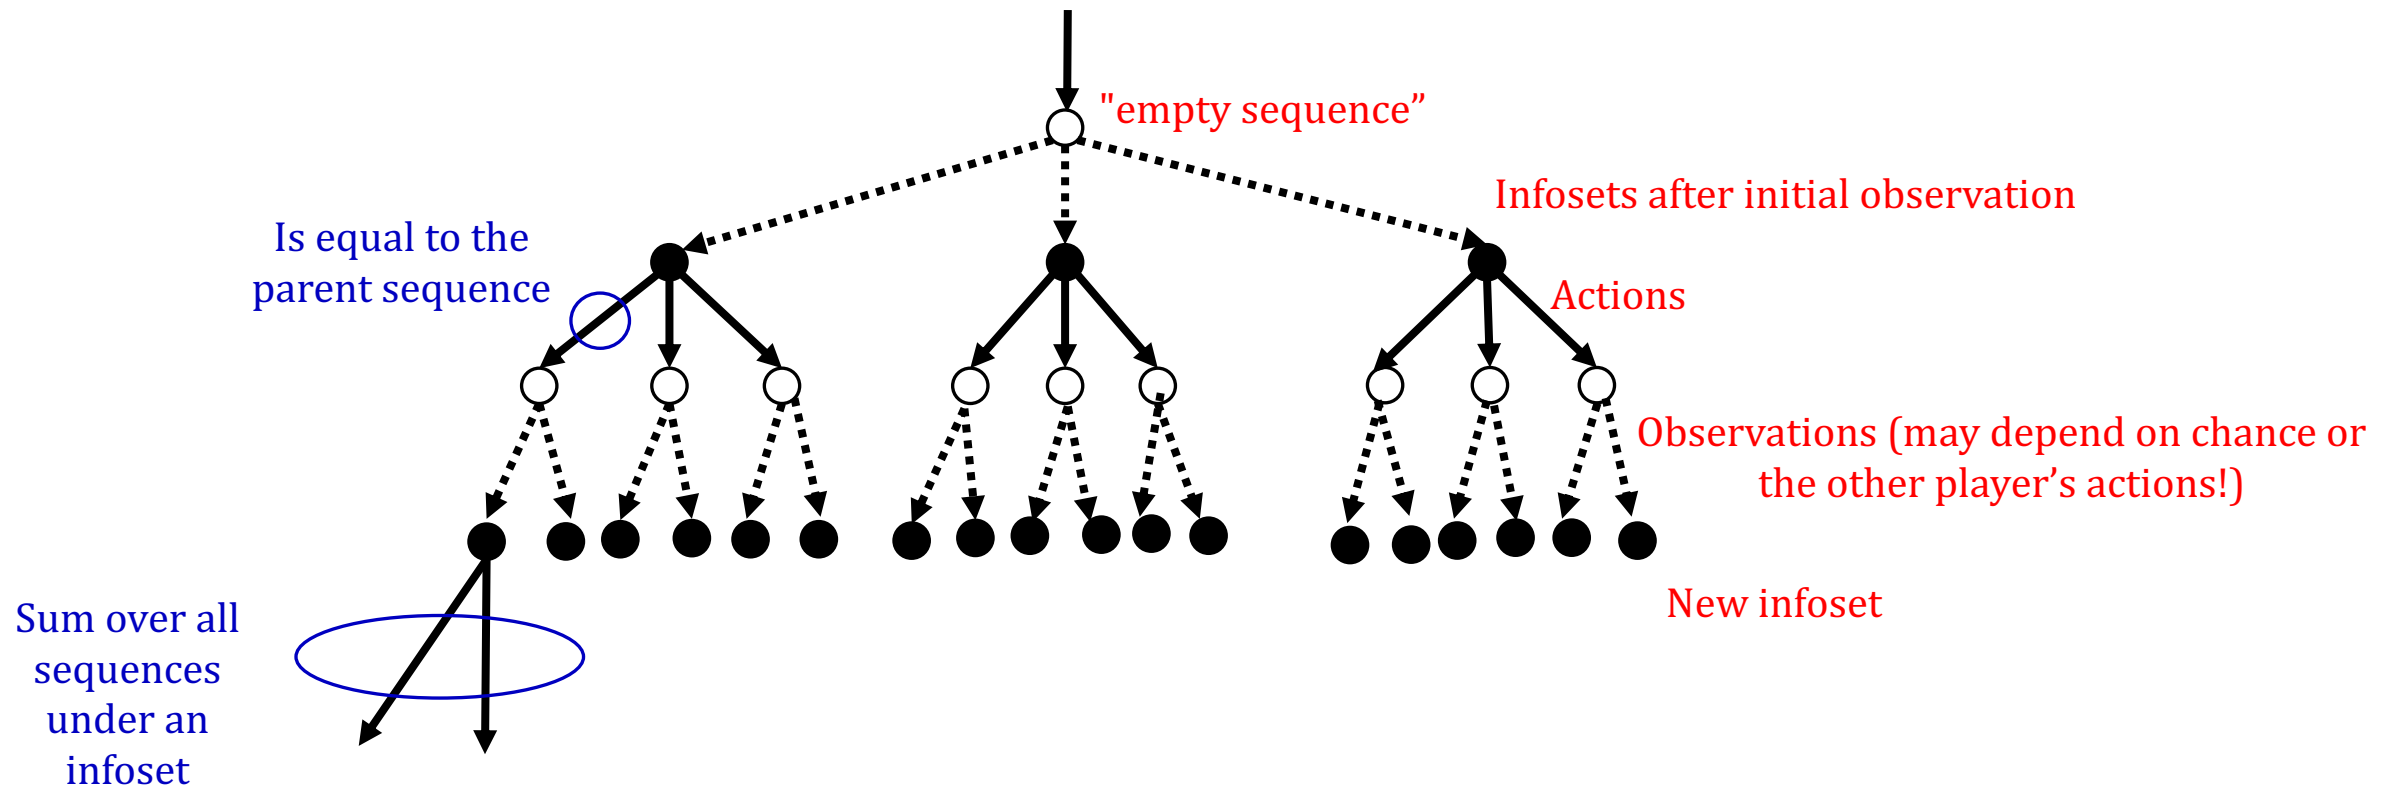 "empty sequence”
Infosets after initial observation
Is equal to the
parent sequence
Actions
Observations (may depend on chance or
the other player’s actions!)
New infoset
Sum over all
sequences
under an
infoset